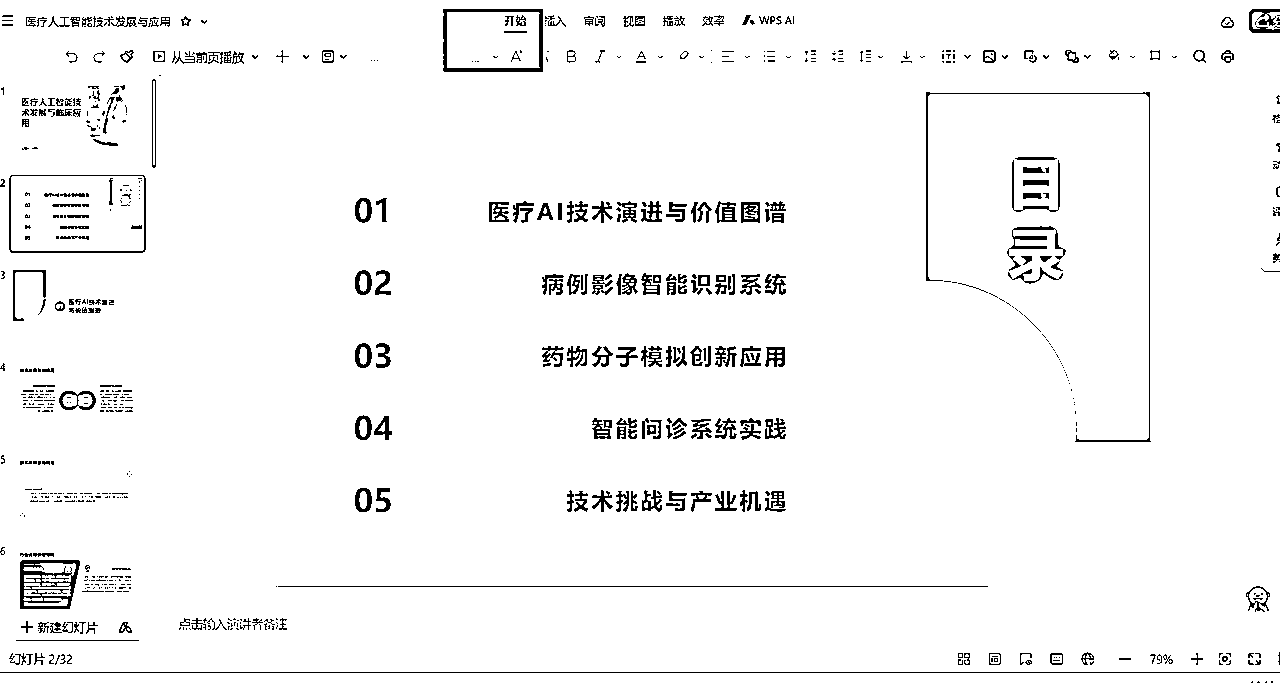 医疗人工智能技术发展与应用
开始 插入 审阅 视图 播放 效率 WPS AI
从当前页播放
1
医疗人工智能技
术发展与临床应
用
2
3
医疗AI技术演进
4
5
6
目录
01 医疗AI技术演进与价值图谱
02 病例影像智能识别系统
03 药物分子模拟创新应用
04 智能问诊系统实践
05 技术挑战与产业机遇
新建幻灯片
点击输入演讲者备注
幻灯片 2/32
79%